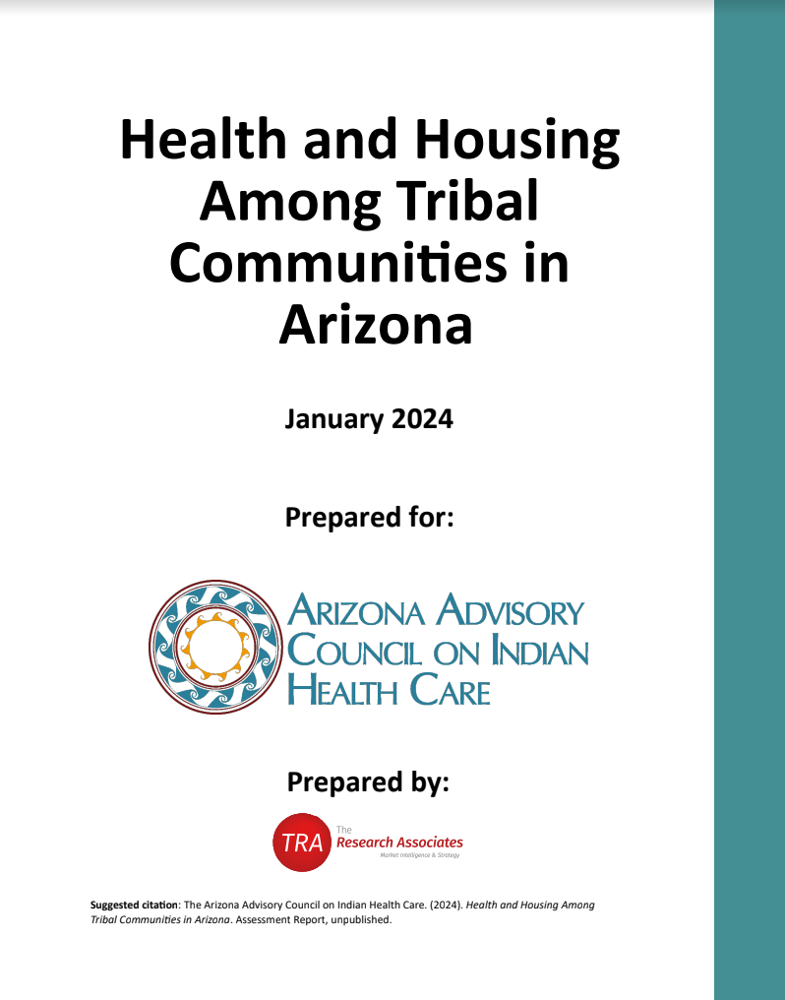 Health and Housing
Among Tribal
Communities in
Arizona
January 2024
Prepared for:
ARIZONA ADVISORY
COUNCIL ON INDIAN
HEALTH CARE
Prepared by:
TRA
The
Research Associates
Market Intelligence & Strategy
Suggested citation: The Arizona Advisory Council on Indian Health Care. (2024). Health and Housing Among
Tribal Communities in Arizona. Assessment Report, unpublished.